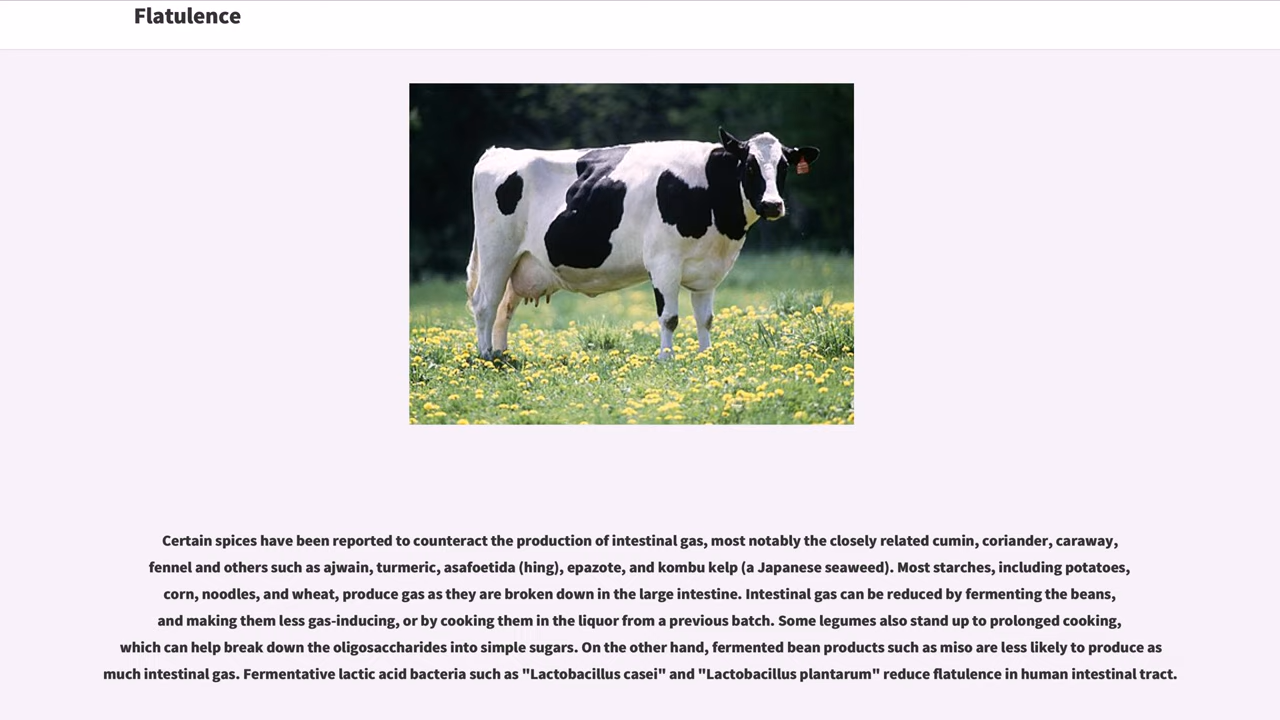 Flatulence
Certain spices have been reported to counteract the production of intestinal gas, most notably the closely related cumin, coriander, caraway,
fennel and others such as ajwain, turmeric, asafoetida (hing), epazote, and kombu kelp (a Japanese seaweed). Most starches, including potatoes,
corn, noodles, and wheat, produce gas as they are broken down in the large intestine. Intestinal gas can be reduced by fermenting the beans,
and making them less gas-inducing, or by cooking them in the liquor from a previous batch. Some legumes also stand up to prolonged cooking,
which can help break down the oligosaccharides into simple sugars. On the other hand, fermented bean products such as miso are less likely to produce as
much intestinal gas. Fermentative lactic acid bacteria such as "Lactobacillus casei" and "Lactobacillus plantarum" reduce flatulence in human intestinal tract.